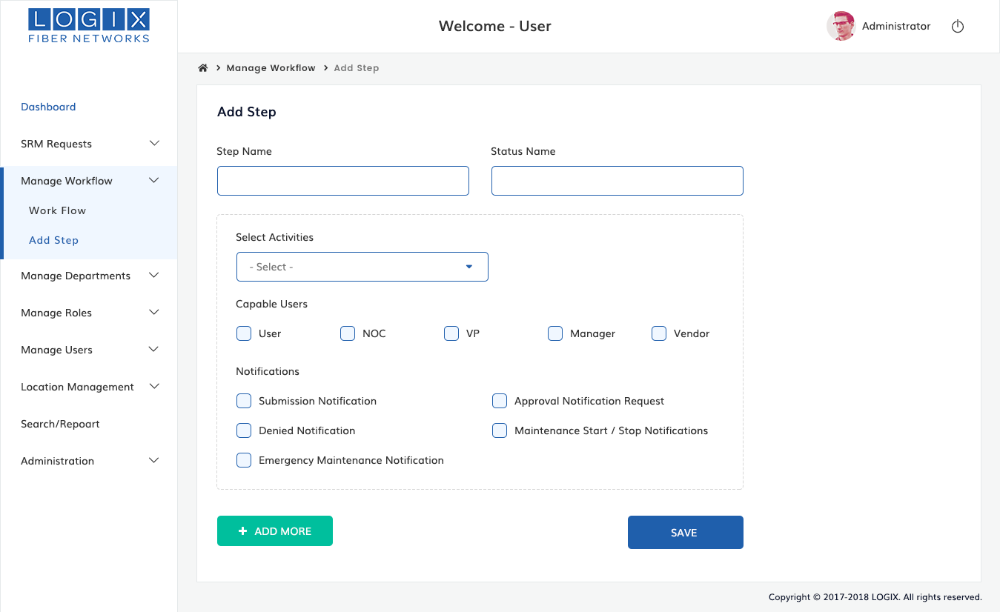 LOGIX
FIBER NETWORKS
Welcome - User
Administrator
Manage Workflow
Add Step
Dashboard
SRM Requests
Manage Workflow
Work Flow
Add Step
Manage Departments
Manage Roles
Manage Users
Location Management
Search/Repoart
Administration
Add Step
Step Name
Status Name
Select Activities
- Select -
Capable Users
User
NOC
VP
Manager
Vendor
Notifications
Submission Notification
Approval Notification Request
Denied Notification
Maintenance Start / Stop Notifications
Emergency Maintenance Notification
+ ADD MORE
SAVE
Copyright © 2017-2018 LOGIX. All rights reserved.